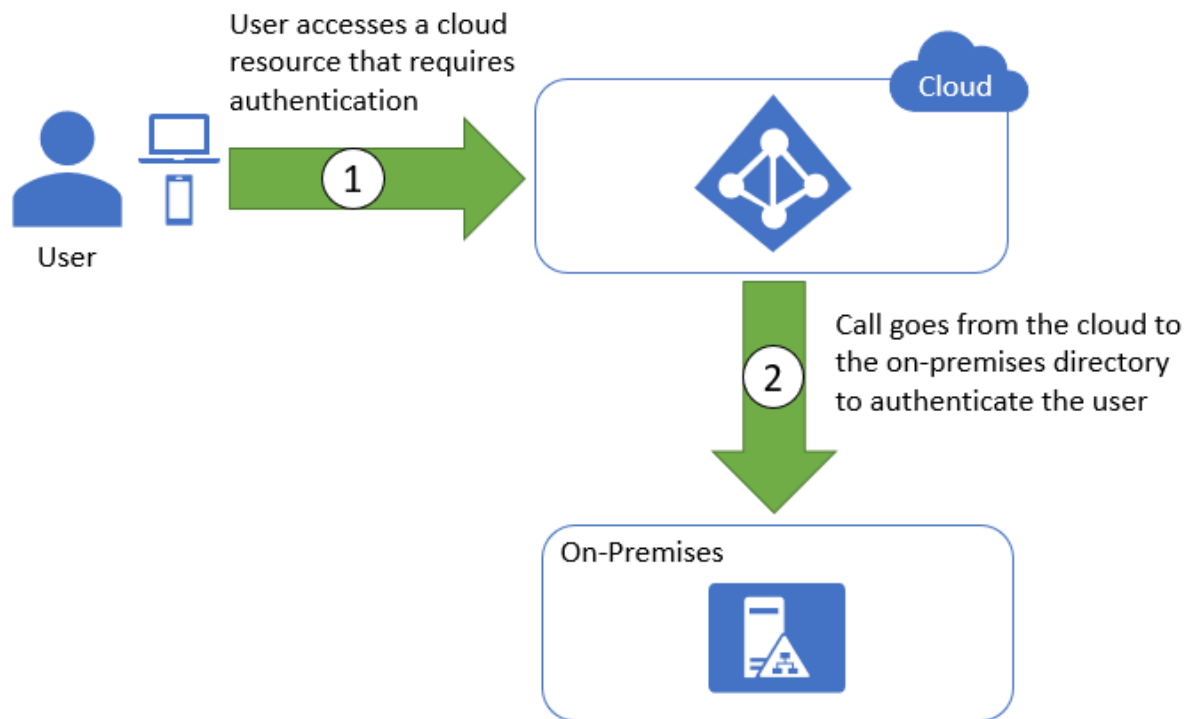 User accesses a cloud
resource that requires
authentication
Cloud
1
User
Call goes from the cloud to
the on-premises directory
to authenticate the user
2
On-Premises